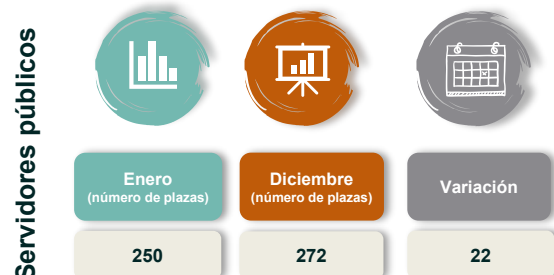 Servidores públicos
Enero
(número de plazas)
Diciembre
(número de plazas)
Variación
250
272
22